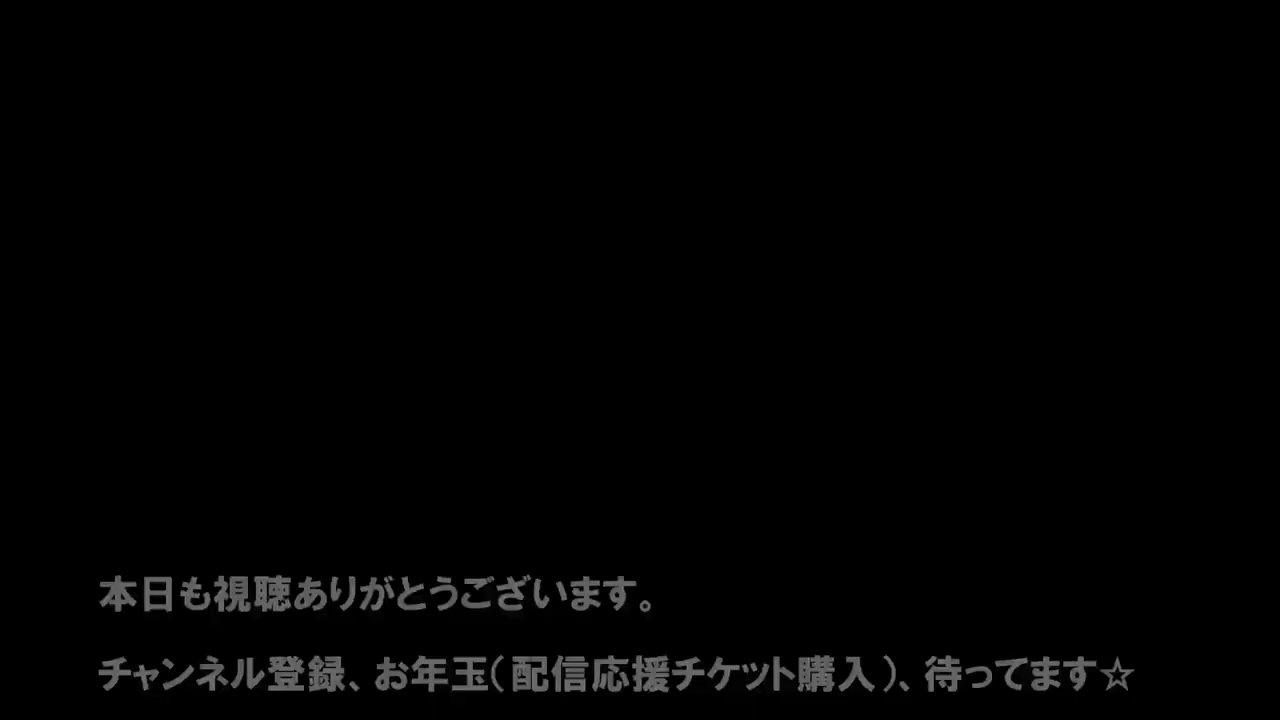 本日も視聴ありがとうございます。
チャンネル登録、お年玉(配信応援チケット購入)、待ってます☆